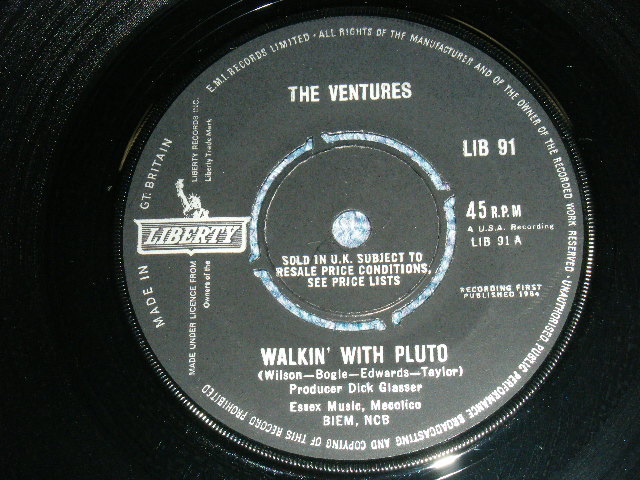 THE VENTURES
LIB 91
45 R.P.M
A U.S.A. Recording
LIB 91 A
LIBERTY
SOLD IN U.K. SUBJECT TO
RESALE PRICE CONDITIONS,
SEE PRICE LISTS
RECORDING FIRST
PUBLISHED 1964
WALKIN' WITH PLUTO
(Wilson—Bogle—Edwards—Taylor)
Producer Dick Glasser
Essex Music, Mecolico
BIEM, NCB
MADE IN GT. BRITAIN
MADE UNDER LICENCE FROM LIBERTY RECORDS INC.
Owners of the Liberty Trade Mark
E.M.I. RECORDS LIMITED • ALL RIGHTS OF THE MANUFACTURER AND OF THE OWNER OF THE RECORDED WORK RESERVED • UNAUTHORISED PUBLIC PERFORMANCE BROADCASTING AND COPYING OF THIS RECORD PROHIBITED